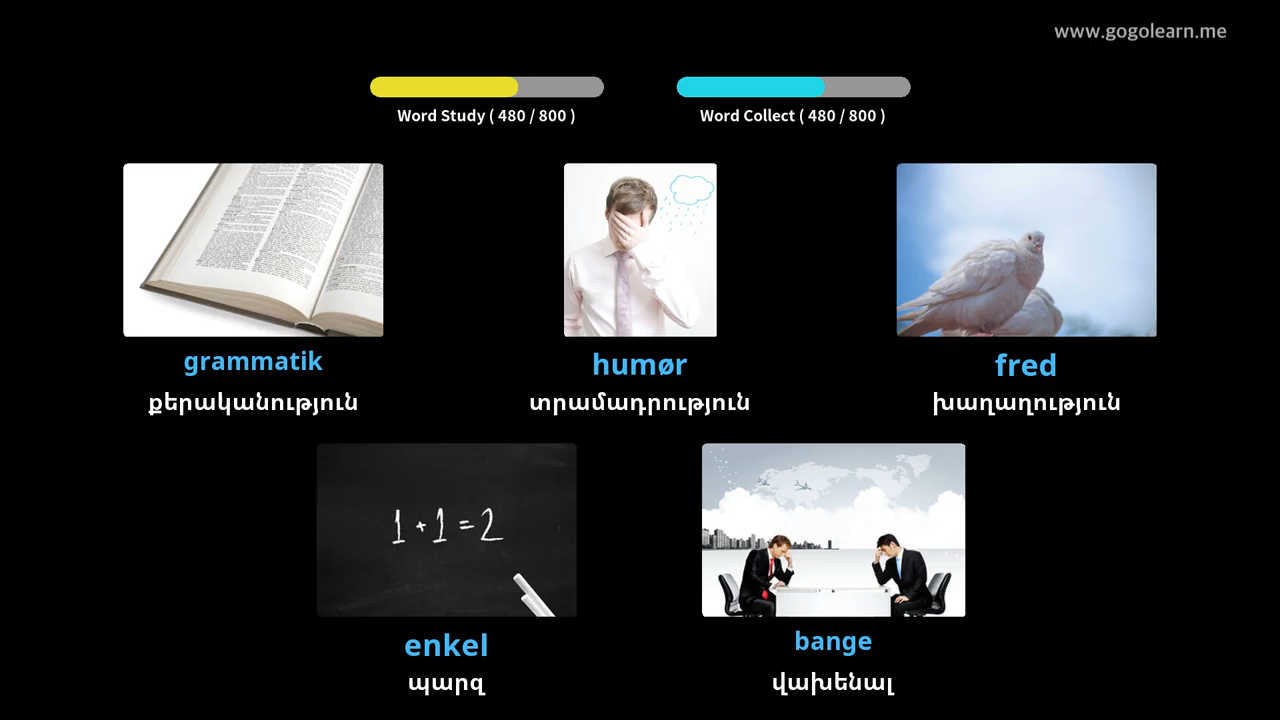 www.gogolearn.me
Word Study ( 480 / 800 )
Word Collect ( 480 / 800 )
grammatik
humør
fred
քերականություն
տրամադրություն
խաղաղություն
1 + 1 = 2
enkel
bange
պարզ
վախենալ